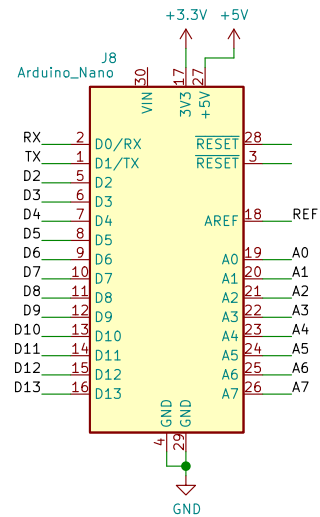 +3.3V +5V
J8
Arduino_Nano
30 17 27
VIN 3V3 +5V
RX 2 D0/RX RESET 28
TX 1 D1/TX RESET 3
D2 5 D2
D3 6 D3
D4 7 D4 AREF 18 REF
D5 8 D5
D6 9 D6 A0 19 A0
D7 10 D7 A1 20 A1
D8 11 D8 A2 21 A2
D9 12 D9 A3 22 A3
D10 13 D10 A4 23 A4
D11 14 D11 A5 24 A5
D12 15 D12 A6 25 A6
D13 16 D13 A7 26 A7
GND GND
4 29
GND